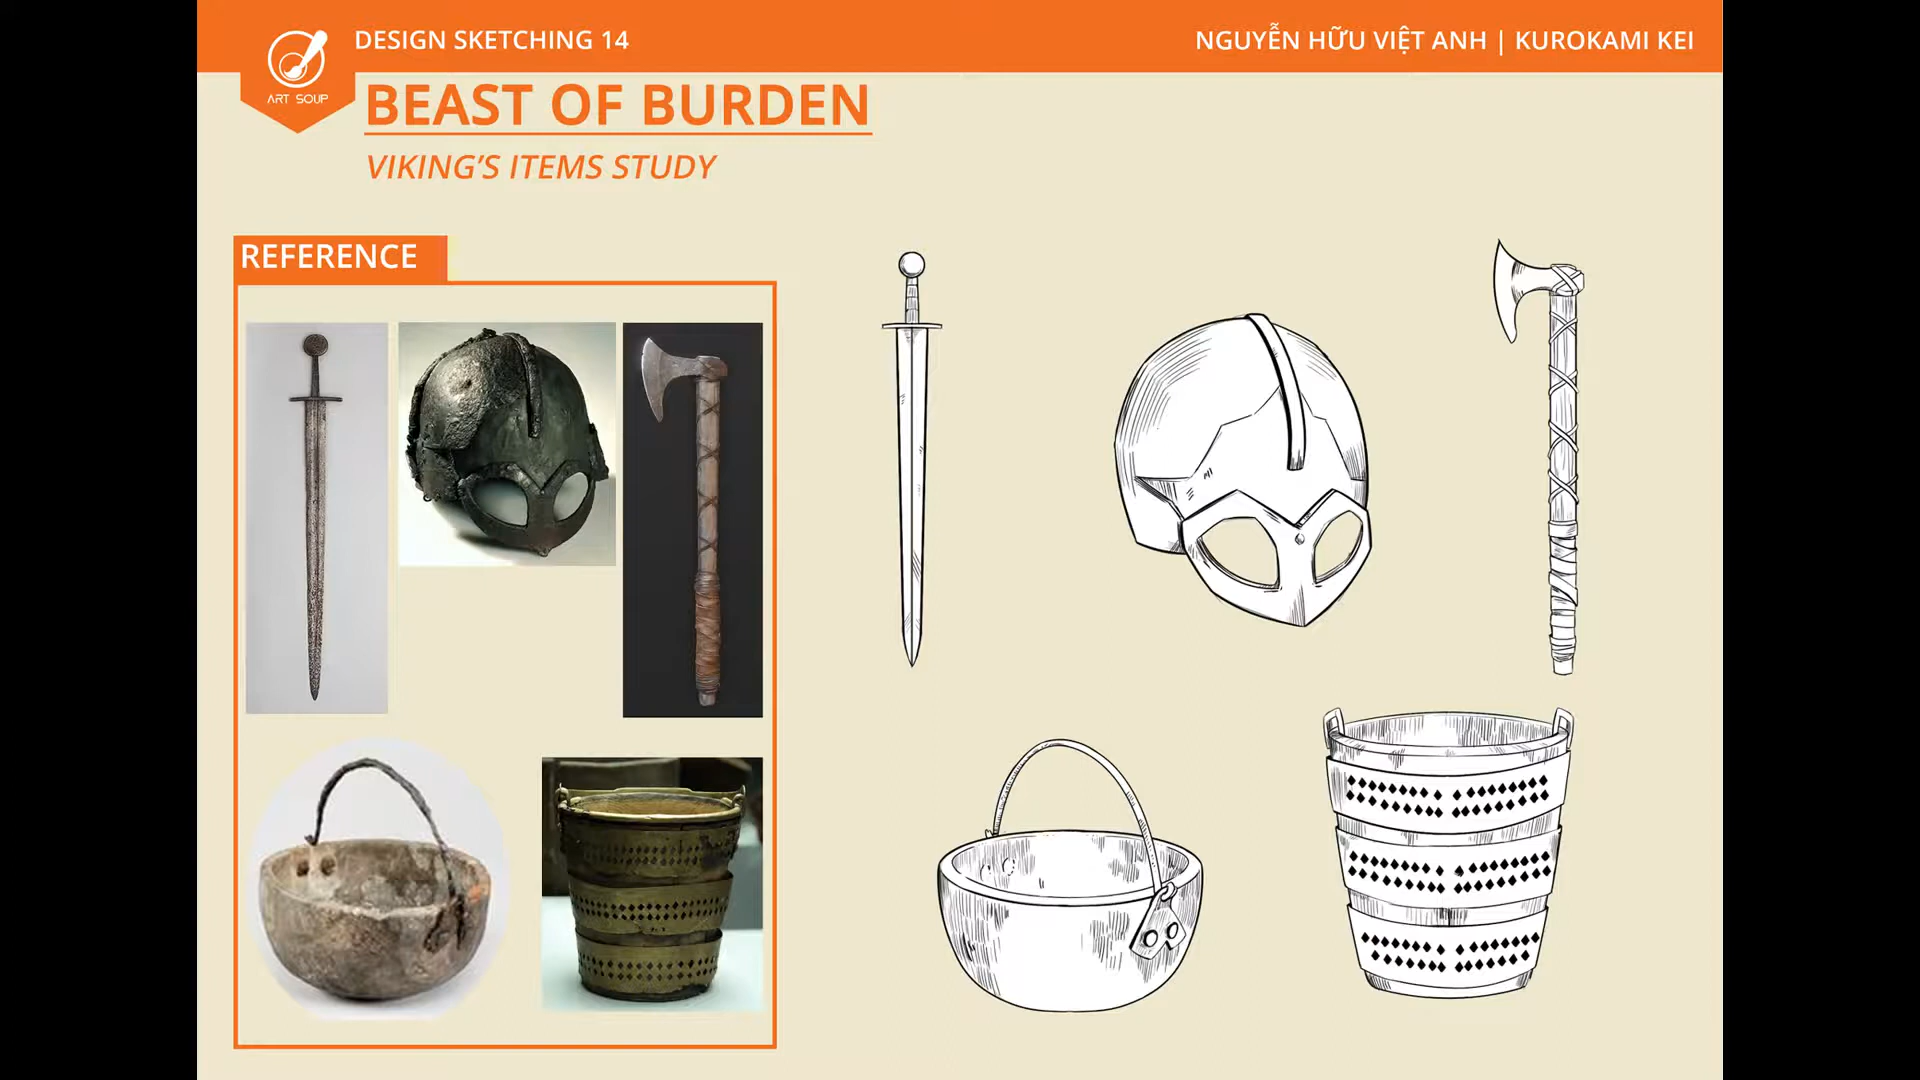 DESIGN SKETCHING 14
NGUYỄN HỮU VIỆT ANH | KUROKAMI KEI
ART SOUP
BEAST OF BURDEN
VIKING'S ITEMS STUDY
REFERENCE